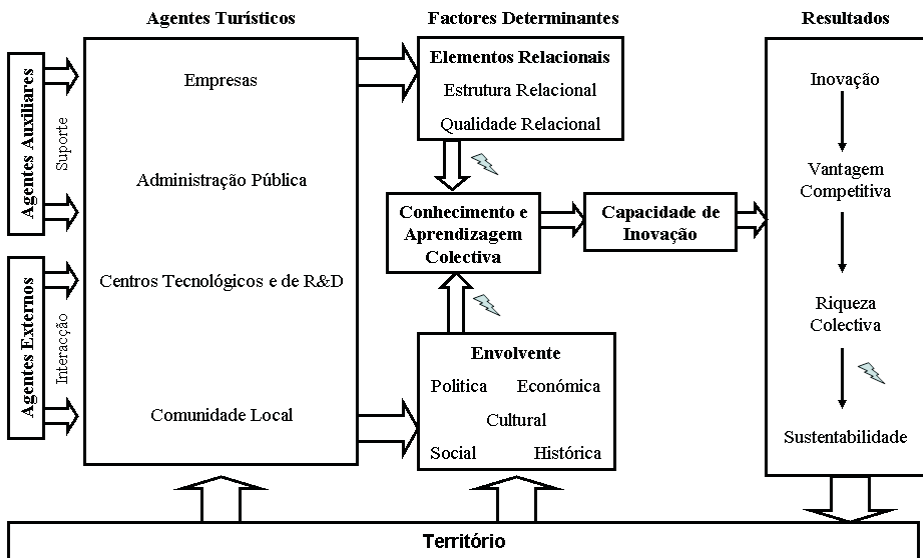 Agentes Turísticos
Factores Determinantes
Resultados
Agentes Auxiliares
Suporte
Agentes Externos
Interacção
Empresas
Administração Pública
Centros Tecnológicos e de R&D
Comunidade Local
Elementos Relacionais
Estrutura Relacional
Qualidade Relacional
Conhecimento e
Aprendizagem
Colectiva
Capacidade de
Inovação
Envolvente
Politica Económica
Cultural
Social Histórica
Inovação
Vantagem
Competitiva
Riqueza
Colectiva
Sustentabilidade
Território